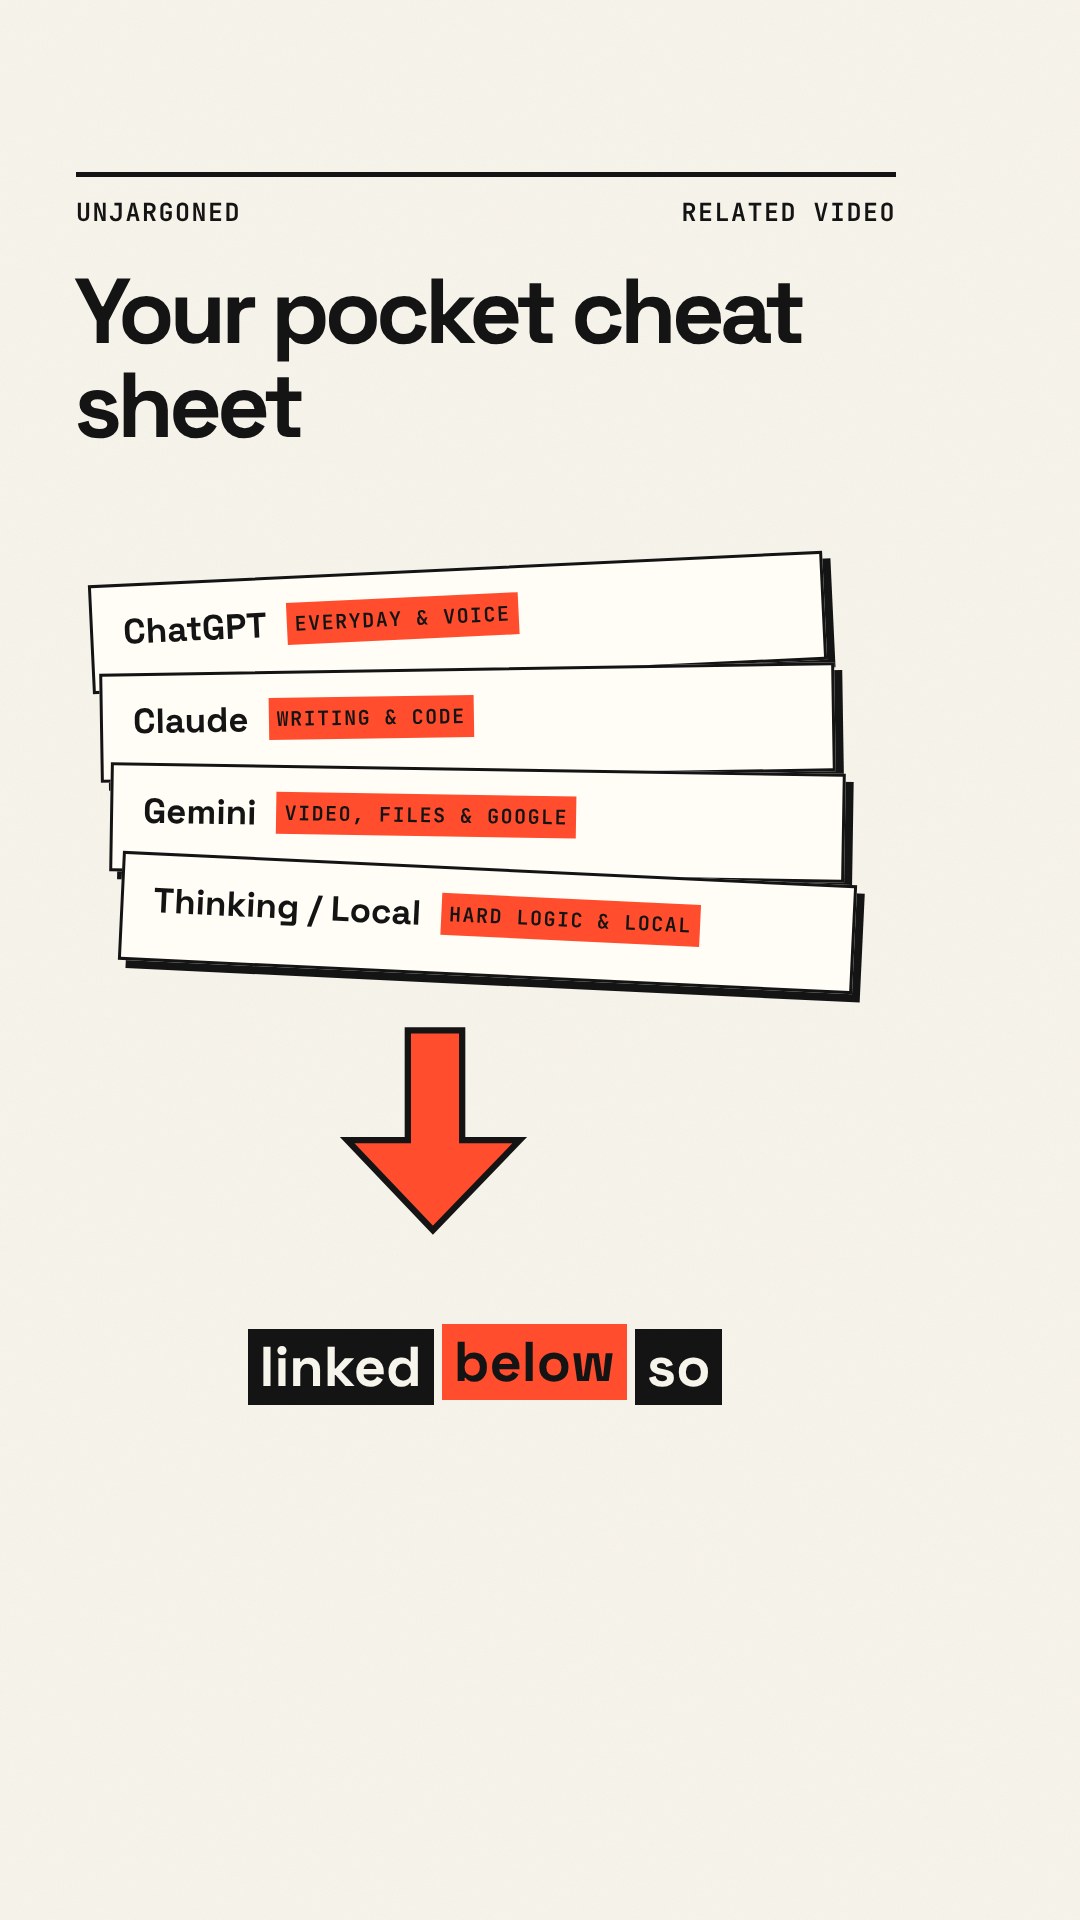 UNJARGONED
RELATED VIDEO
Your pocket cheat
sheet
ChatGPT EVERYDAY & VOICE
Claude WRITING & CODE
Gemini VIDEO, FILES & GOOGLE
Thinking / Local HARD LOGIC & LOCAL
linked below so